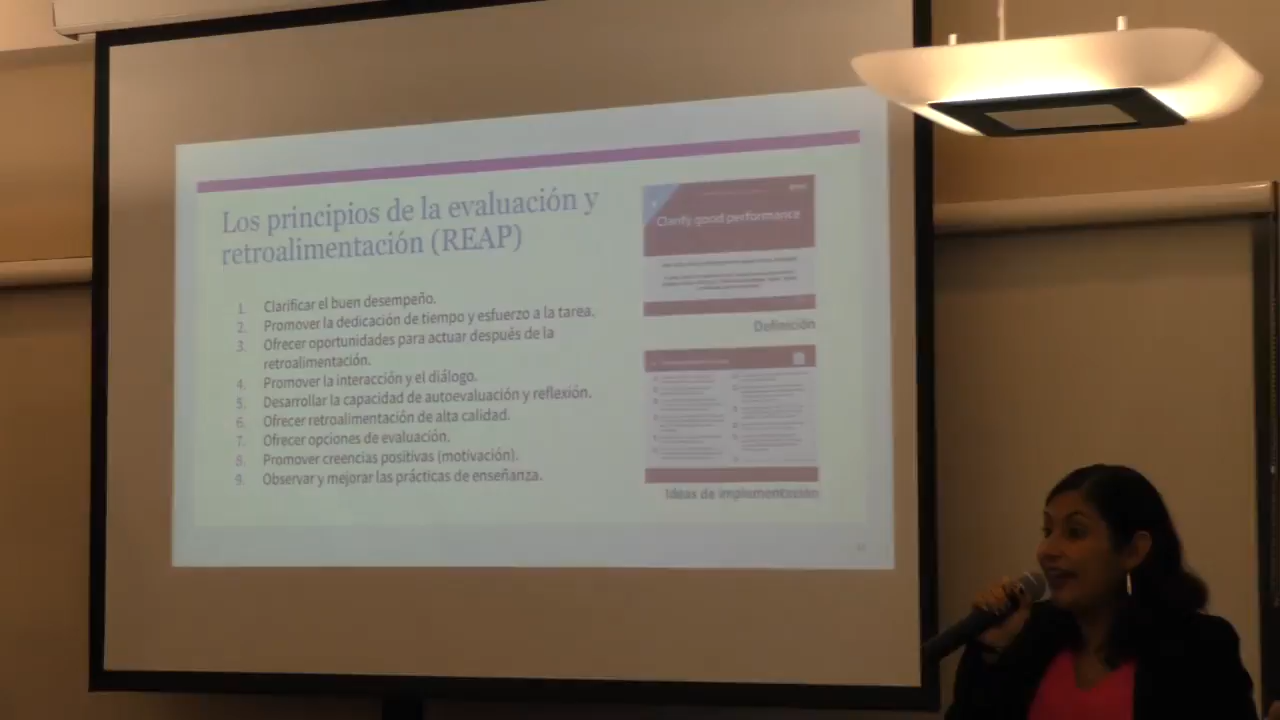 Los principios de la evaluación y
retroalimentación (REAP)
1. Clarificar el buen desempeño.
2. Promover la dedicación de tiempo y esfuerzo a la tarea.
3. Ofrecer oportunidades para actuar después de la
retroalimentación.
4. Promover la interacción y el diálogo.
5. Desarrollar la capacidad de autoevaluación y reflexión.
6. Ofrecer retroalimentación de alta calidad.
7. Ofrecer opciones de evaluación.
8. Promover creencias positivas (motivación).
9. Observar y mejorar las prácticas de enseñanza.
Clarify good performance
Definición
Ideas de implementación